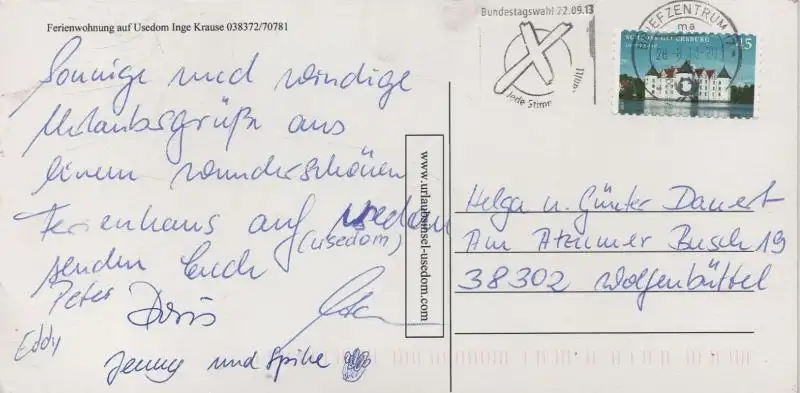 Ferienwohnung auf Usedom Inge Krause 038372/70781
Sonnige und windige
Urlaubsgrüße aus
einem wunderschönen
Ferienhaus auf Usedom
(Usedom)
senden Euch
Peter Doris
Eddy
Jenny und Spike
www.urlaubsinsel-usedom.com
Bundestagswahl 22.09.13
Jede Stimme
BRIEFZENTRUM
Helga u. Günter Dauert
Am Atzumer Busch 19
38302 Wolfenbüttel